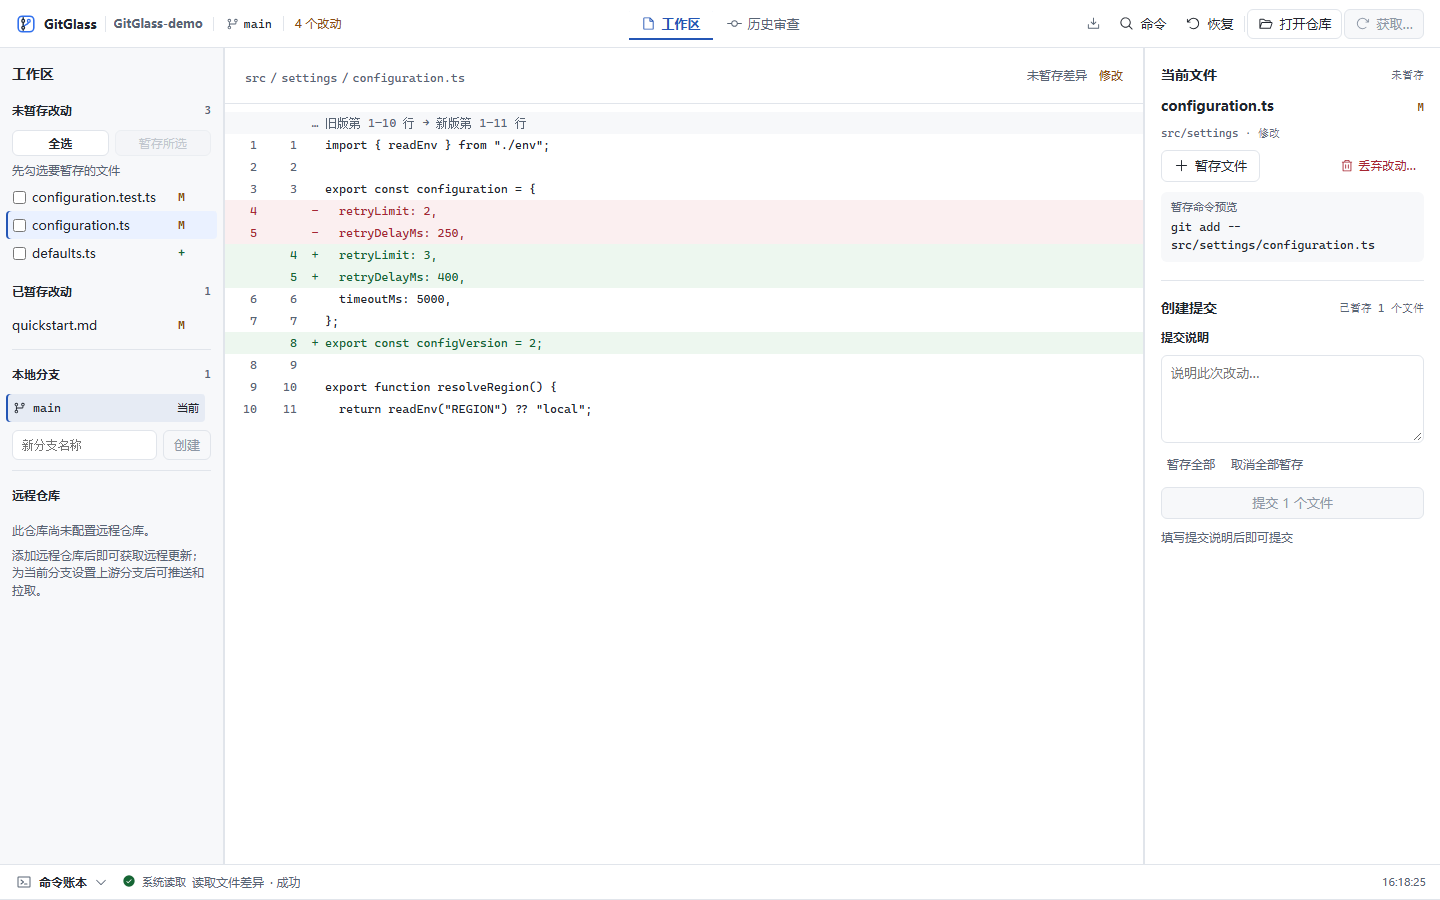 GitGlass GitGlass-demo main 4 个改动 工作区 历史审查 命令 恢复 打开仓库 获取...
工作区
未暂存改动 3
全选 暂存所选
先勾选要暂存的文件
configuration.test.ts M
configuration.ts M
defaults.ts +
已暂存改动 1
quickstart.md M
本地分支 1
main 当前
新分支名称 创建
远程仓库
此仓库尚未配置远程仓库。
添加远程仓库后即可获取远程更新；
为当前分支设置上游分支后可推送和
拉取。
src / settings / configuration.ts 未暂存差异 修改
… 旧版第 1–10 行 → 新版第 1–11 行
1 1 import { readEnv } from "./env";
2 2
3 3 export const configuration = {
4 − retryLimit: 2,
5 − retryDelayMs: 250,
4 + retryLimit: 3,
5 + retryDelayMs: 400,
6 6 timeoutMs: 5000,
7 7 };
8 + export const configVersion = 2;
8 9
9 10 export function resolveRegion() {
10 11 return readEnv("REGION") ?? "local";
当前文件 未暂存
configuration.ts M
src/settings · 修改
暂存文件 丢弃改动...
暂存命令预览
git add --
src/settings/configuration.ts
创建提交 已暂存 1 个文件
提交说明
说明此次改动...
暂存全部 取消全部暂存
提交 1 个文件
填写提交说明后即可提交
命令账本 系统读取 读取文件差异 · 成功 16:18:25